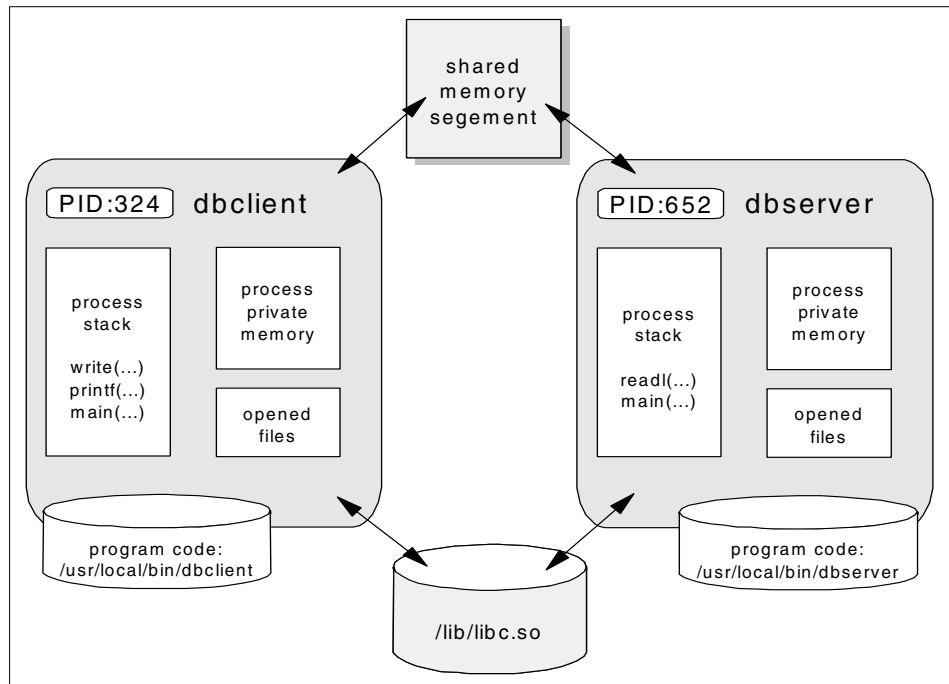 shared
memory
segement
PID:324 dbclient
process
stack
write(...)
printf(...)
main(...)
process
private
memory
opened
files
program code:
/usr/local/bin/dbclient
PID:652 dbserver
process
stack
readl(...)
main(...)
process
private
memory
opened
files
program code:
/usr/local/bin/dbserver
/lib/libc.so